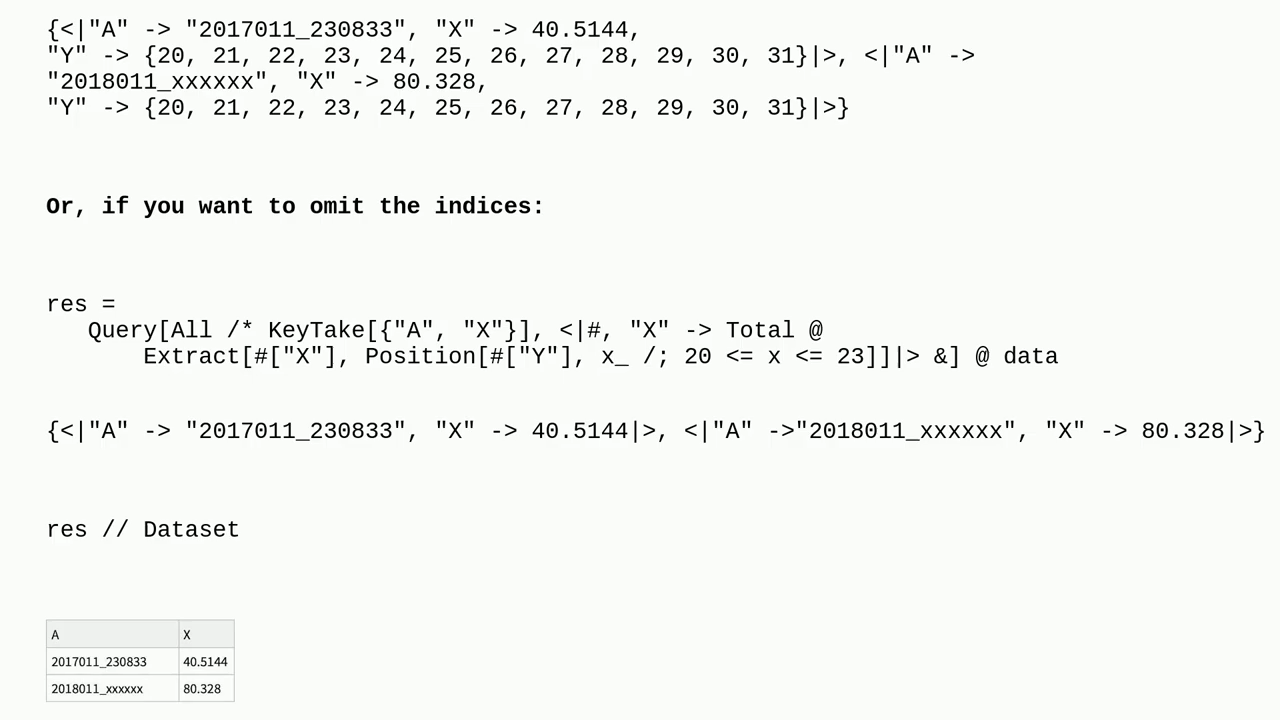 {<|"A" -> "2017011_230833", "X" -> 40.5144,
"Y" -> {20, 21, 22, 23, 24, 25, 26, 27, 28, 29, 30, 31}|>, <|"A" ->
"2018011_xxxxxx", "X" -> 80.328,
"Y" -> {20, 21, 22, 23, 24, 25, 26, 27, 28, 29, 30, 31}|>}
Or, if you want to omit the indices:
res =
   Query[All /* KeyTake[{"A", "X"}], <|#, "X" -> Total @
       Extract[#["X"], Position[#["Y"], x_ /; 20 <= x <= 23]]|> &] @ data
{<|"A" -> "2017011_230833", "X" -> 40.5144|>, <|"A" ->"2018011_xxxxxx", "X" -> 80.328|>}
res // Dataset
A X
2017011_230833 40.5144
2018011_xxxxxx 80.328